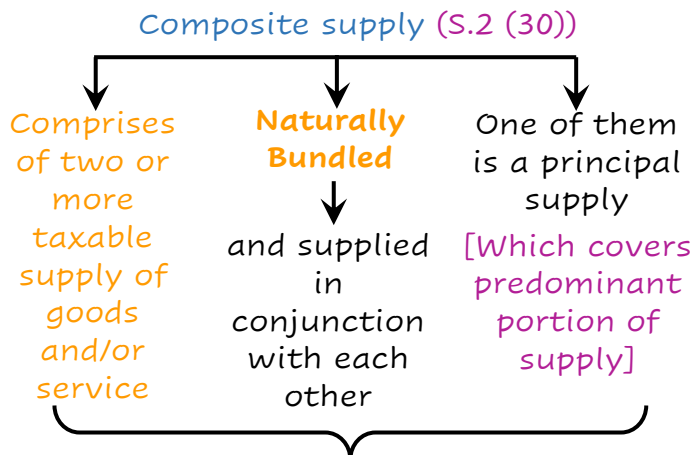 Composite supply (S.2 (30))
Comprises
of two or
more
taxable
supply of
goods
and/or
service
Naturally
Bundled
and supplied
in
conjunction
with each
other
One of them
is a principal
supply
[Which covers
predominant
portion of
supply]